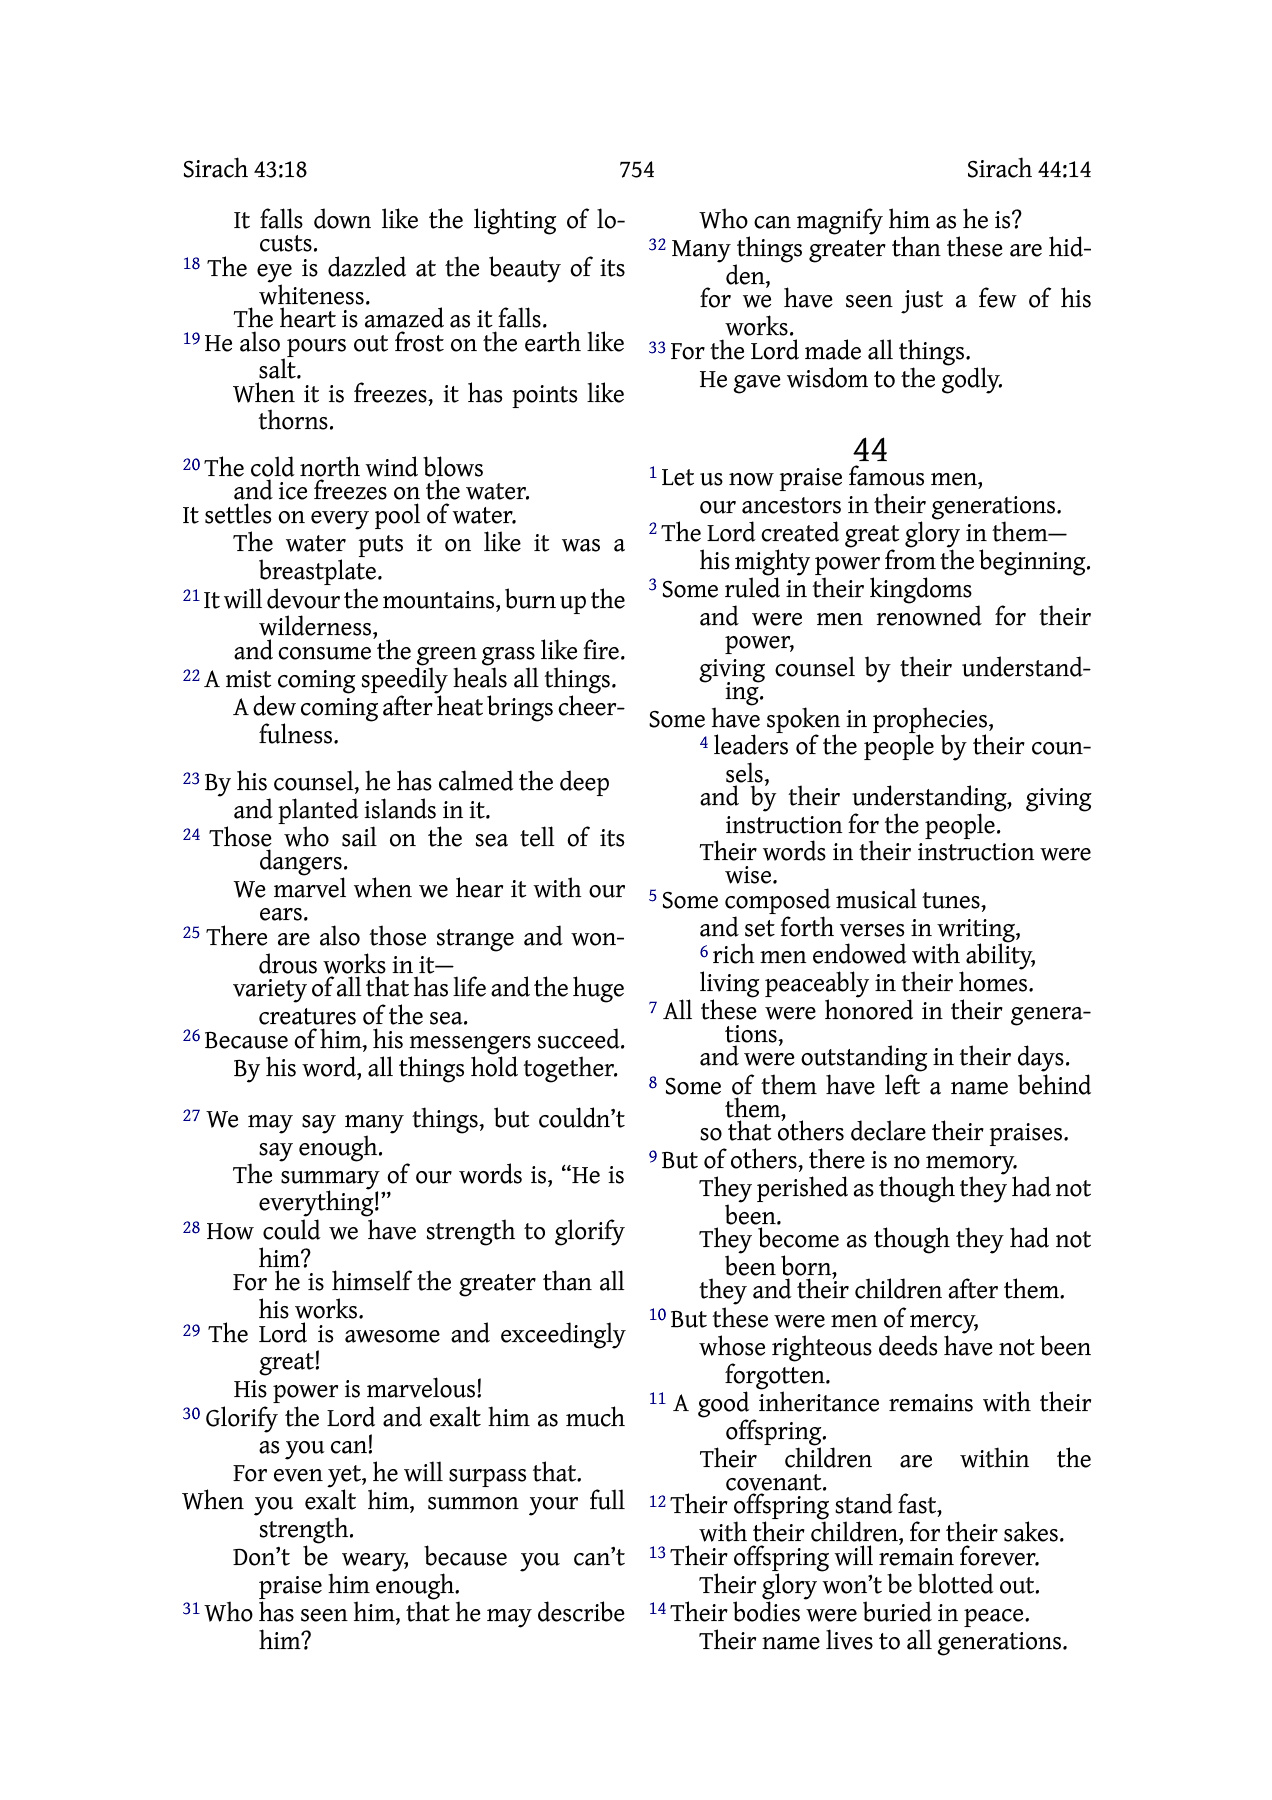 Sirach 43:18
754
Sirach 44:14
It falls down like the lighting of lo-
custs.
18 The eye is dazzled at the beauty of its
whiteness.
The heart is amazed as it falls.
19 He also pours out frost on the earth like
salt.
When it is freezes, it has points like
thorns.
20 The cold north wind blows
and ice freezes on the water.
It settles on every pool of water.
The water puts it on like it was a
breastplate.
21 It will devour the mountains, burn up the
wilderness,
and consume the green grass like fire.
22 A mist coming speedily heals all things.
A dew coming after heat brings cheer-
fulness.
23 By his counsel, he has calmed the deep
and planted islands in it.
24 Those who sail on the sea tell of its
dangers.
We marvel when we hear it with our
ears.
25 There are also those strange and won-
drous works in it—
variety of all that has life and the huge
creatures of the sea.
26 Because of him, his messengers succeed.
By his word, all things hold together.
27 We may say many things, but couldn’t
say enough.
The summary of our words is, “He is
everything!”
28 How could we have strength to glorify
him?
For he is himself the greater than all
his works.
29 The Lord is awesome and exceedingly
great!
His power is marvelous!
30 Glorify the Lord and exalt him as much
as you can!
For even yet, he will surpass that.
When you exalt him, summon your full
strength.
Don’t be weary, because you can’t
praise him enough.
31 Who has seen him, that he may describe
him?
Who can magnify him as he is?
32 Many things greater than these are hid-
den,
for we have seen just a few of his
works.
33 For the Lord made all things.
He gave wisdom to the godly.
44
1 Let us now praise famous men,
our ancestors in their generations.
2 The Lord created great glory in them—
his mighty power from the beginning.
3 Some ruled in their kingdoms
and were men renowned for their
power,
giving counsel by their understand-
ing.
Some have spoken in prophecies,
4 leaders of the people by their coun-
sels,
and by their understanding, giving
instruction for the people.
Their words in their instruction were
wise.
5 Some composed musical tunes,
and set forth verses in writing,
6 rich men endowed with ability,
living peaceably in their homes.
7 All these were honored in their genera-
tions,
and were outstanding in their days.
8 Some of them have left a name behind
them,
so that others declare their praises.
9 But of others, there is no memory.
They perished as though they had not
been.
They become as though they had not
been born,
they and their children after them.
10 But these were men of mercy,
whose righteous deeds have not been
forgotten.
11 A good inheritance remains with their
offspring.
Their children are within the
covenant.
12 Their offspring stand fast,
with their children, for their sakes.
13 Their offspring will remain forever.
Their glory won’t be blotted out.
14 Their bodies were buried in peace.
Their name lives to all generations.